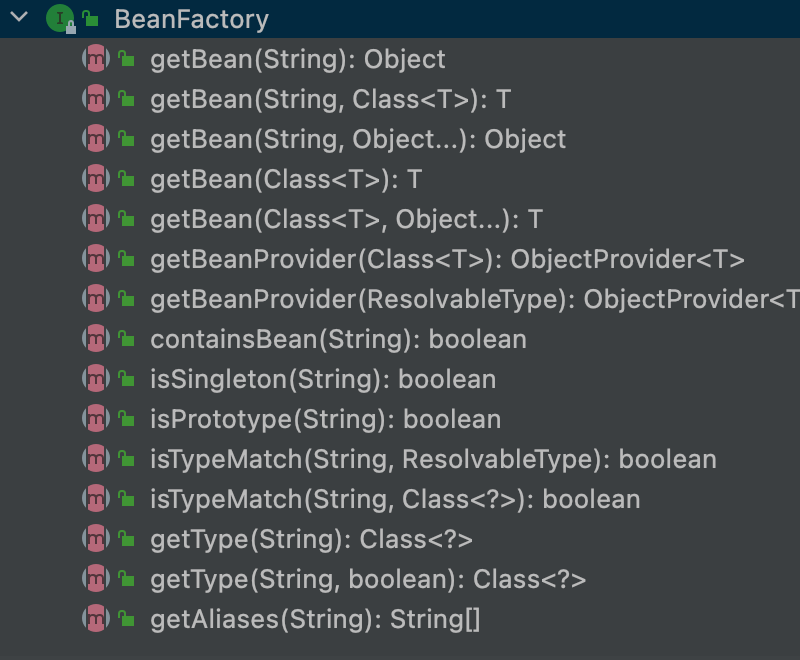 BeanFactory
getBean(String): Object
getBean(String, Class<T>): T
getBean(String, Object...): Object
getBean(Class<T>): T
getBean(Class<T>, Object...): T
getBeanProvider(Class<T>): ObjectProvider<T>
getBeanProvider(ResolvableType): ObjectProvider<T
containsBean(String): boolean
isSingleton(String): boolean
isPrototype(String): boolean
isTypeMatch(String, ResolvableType): boolean
isTypeMatch(String, Class<?>): boolean
getType(String): Class<?>
getType(String, boolean): Class<?>
getAliases(String): String[]